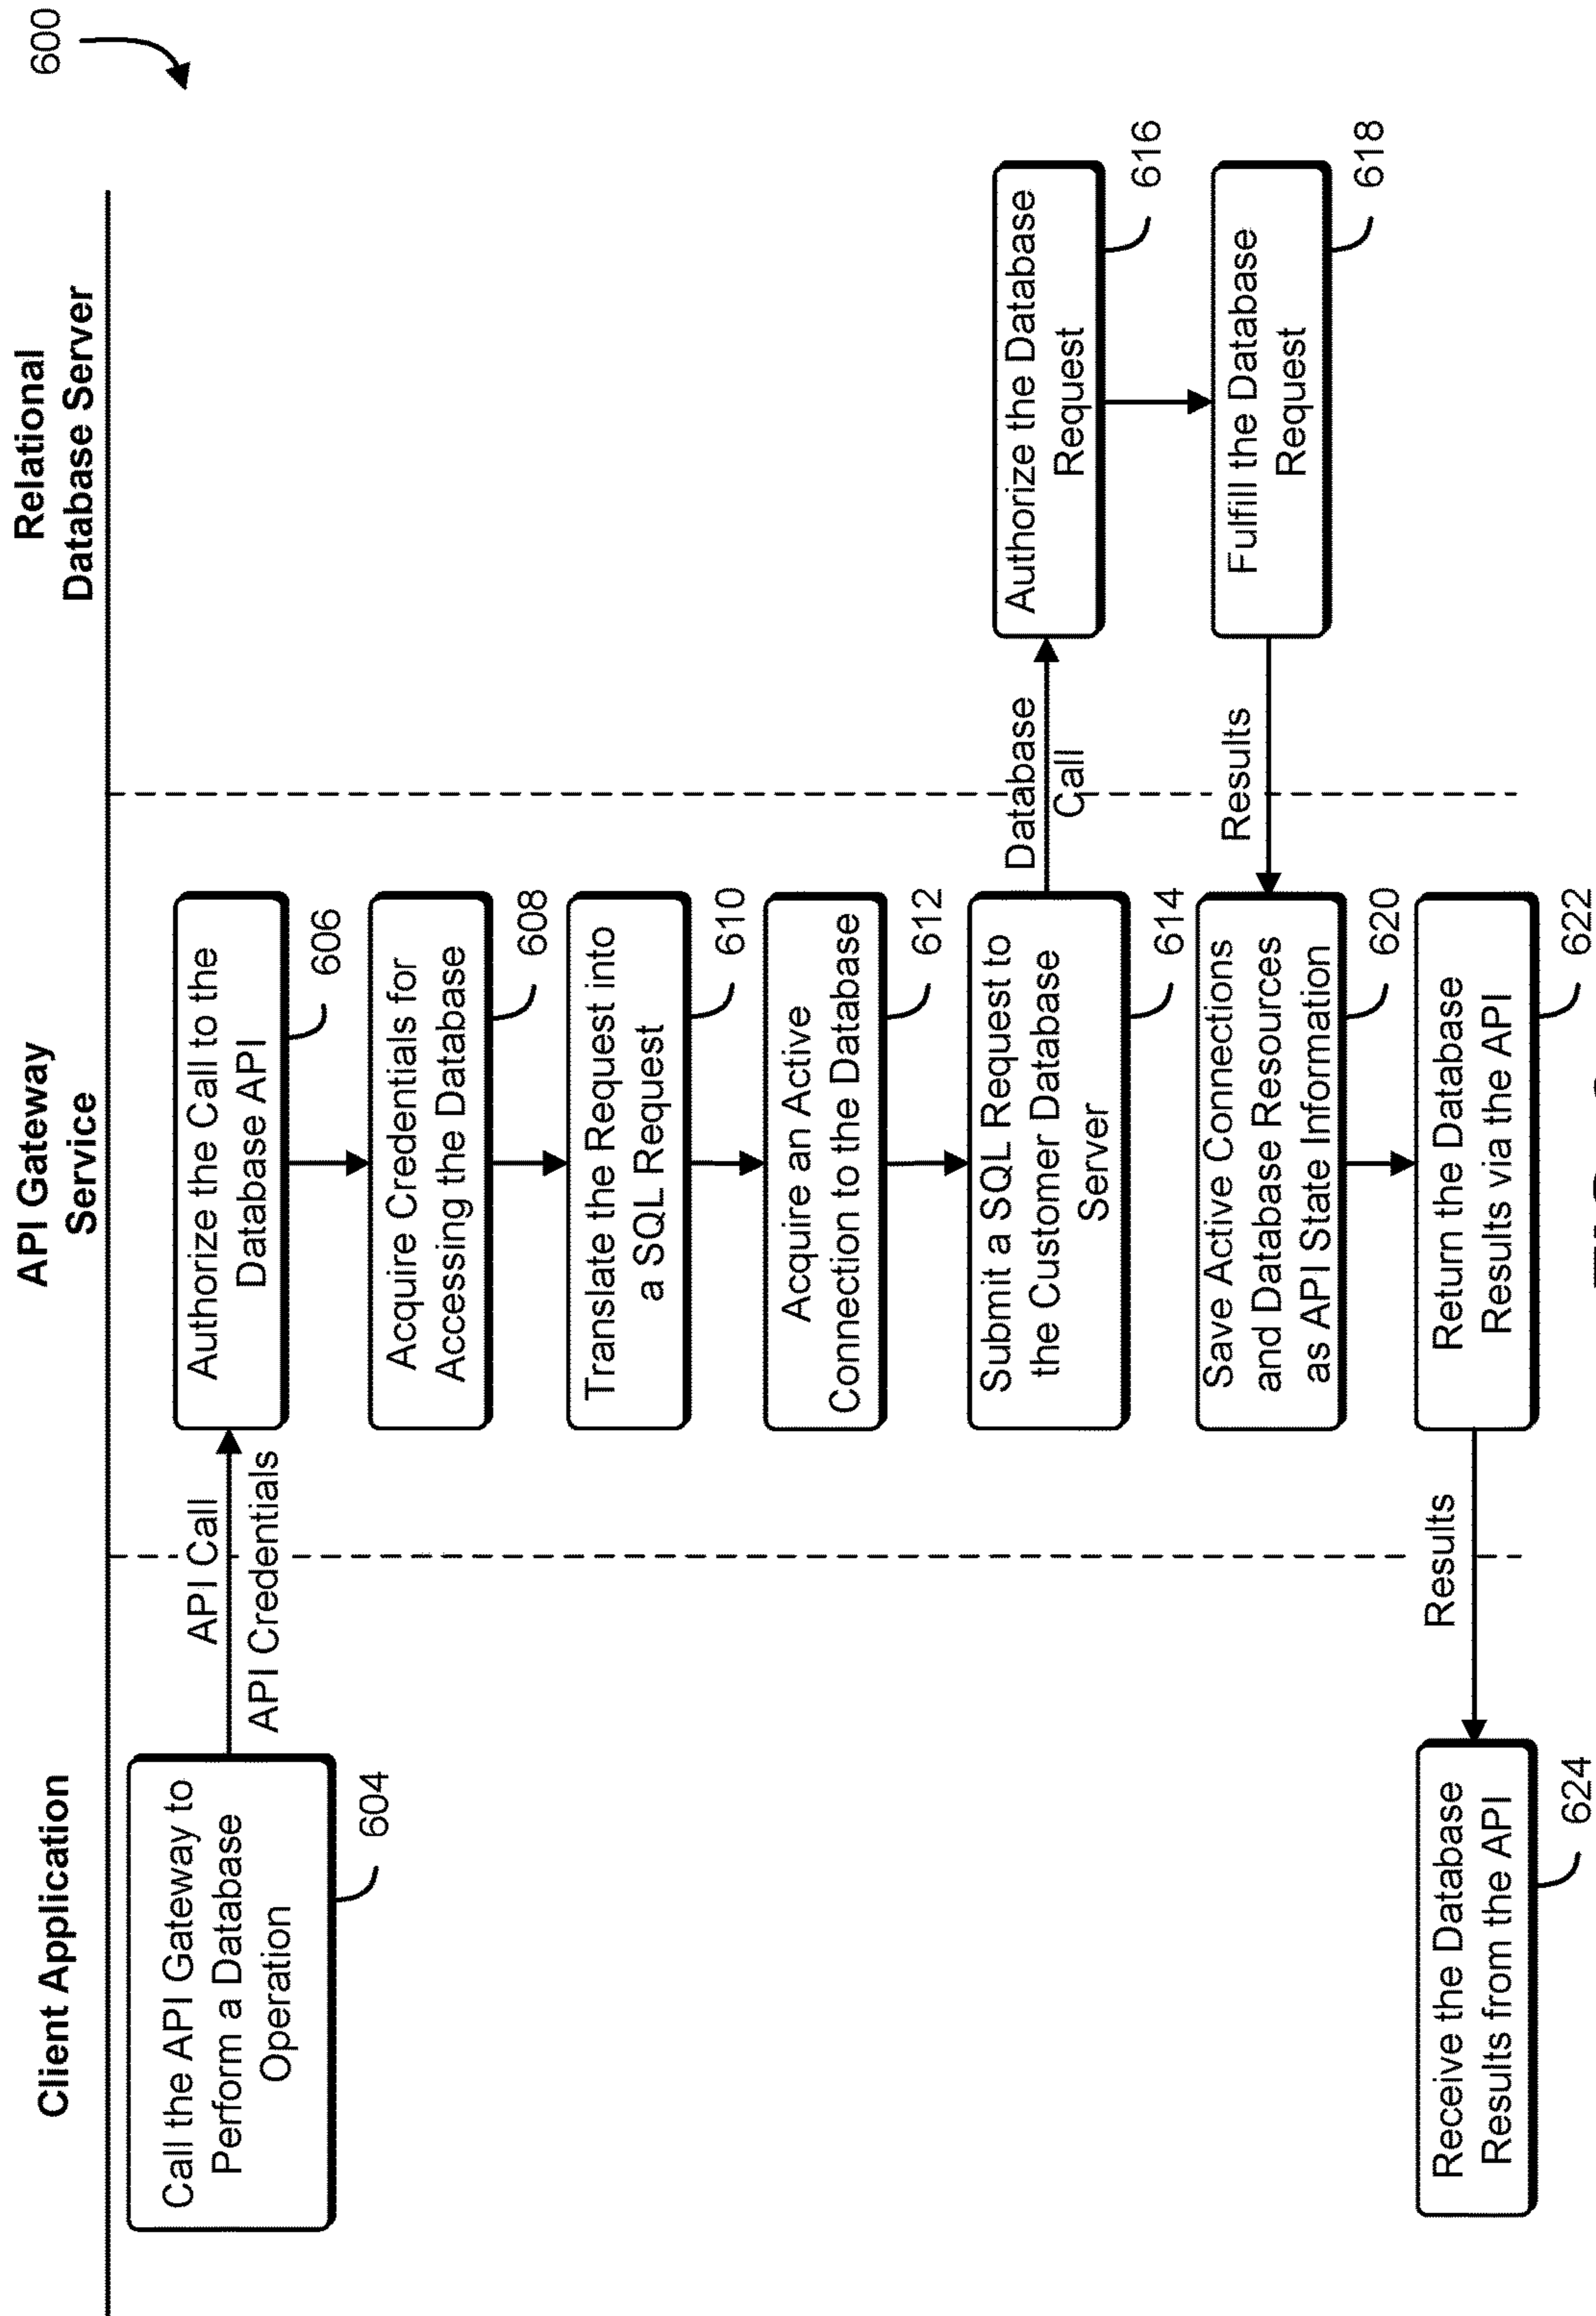 600
Client Application
API Gateway
Service
Relational
Database Server
Call the API Gateway to
Perform a Database
Operation
604
API Call
API Credentials
Authorize the Call to the
Database API
606
Acquire Credentials for
Accessing the Database
608
Translate the Request into
a SQL Request
610
Acquire an Active
Connection to the Database
612
Submit a SQL Request to
the Customer Database
Server
614
Database
Call
Authorize the Database
Request
616
Fulfill the Database
Request
618
Results
Save Active Connections
and Database Resources
as API State Information
620
Return the Database
Results via the API
622
Results
Receive the Database
Results from the API
624